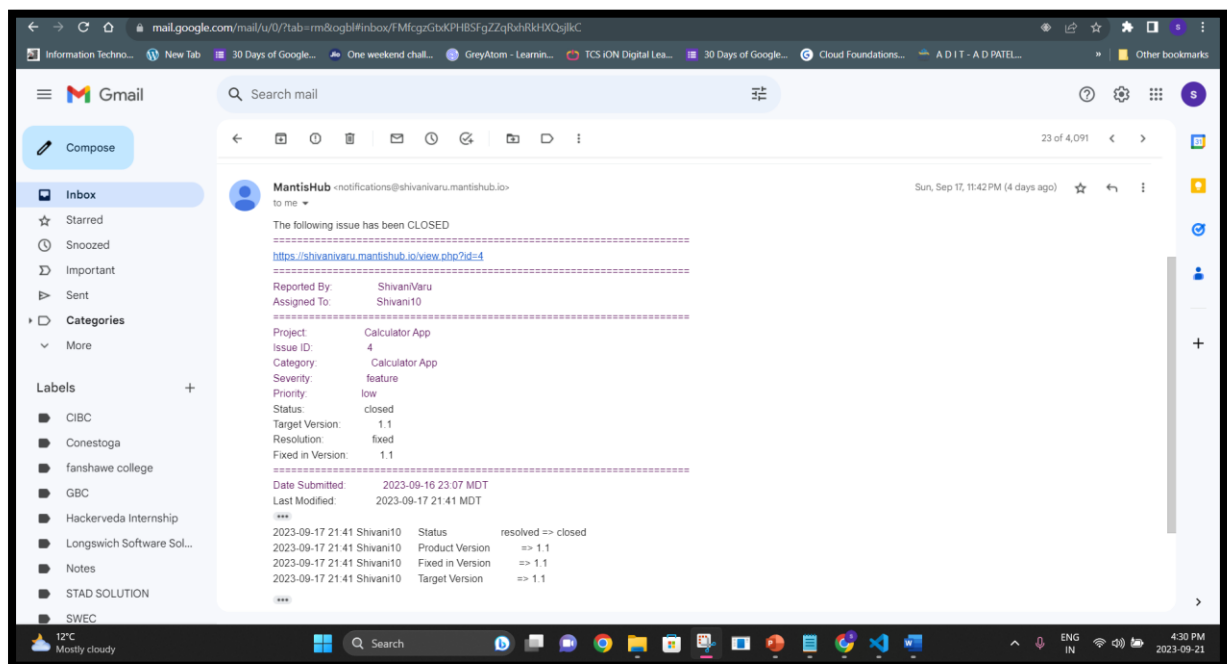 mail.google.com/mail/u/0/?tab=rm&ogbl#inbox/FMfcgzGtxKPHBSFgZZqRxhRkHXQsjlkC
Information Techno... New Tab 30 Days of Google... One weekend chall... GreyAtom - Learnin... TCS iON Digital Lea... 30 Days of Google... Cloud Foundations... A D I T - A D PATEL... » Other bookmarks
Gmail
Search mail
S
Compose
23 of 4,091
Inbox
Starred
Snoozed
Important
Sent
Categories
More
Labels
CIBC
Conestoga
fanshawe college
GBC
Hackerveda Internship
Longswich Software Sol...
Notes
STAD SOLUTION
SWEC
MantisHub <notifications@shivanivaru.mantishub.io>
Sun, Sep 17, 11:42 PM (4 days ago)
to me
The following issue has been CLOSED
======================================================================
https://shivanivaru.mantishub.io/view.php?id=4
======================================================================
Reported By: ShivaniVaru
Assigned To: Shivani10
======================================================================
Project: Calculator App
Issue ID: 4
Category: Calculator App
Severity: feature
Priority: low
Status: closed
Target Version: 1.1
Resolution: fixed
Fixed in Version: 1.1
======================================================================
Date Submitted: 2023-09-16 23:07 MDT
Last Modified: 2023-09-17 21:41 MDT
2023-09-17 21:41 Shivani10 Status resolved => closed
2023-09-17 21:41 Shivani10 Product Version => 1.1
2023-09-17 21:41 Shivani10 Fixed in Version => 1.1
2023-09-17 21:41 Shivani10 Target Version => 1.1
12°C
Mostly cloudy
Search
ENG
IN
4:30 PM
2023-09-21